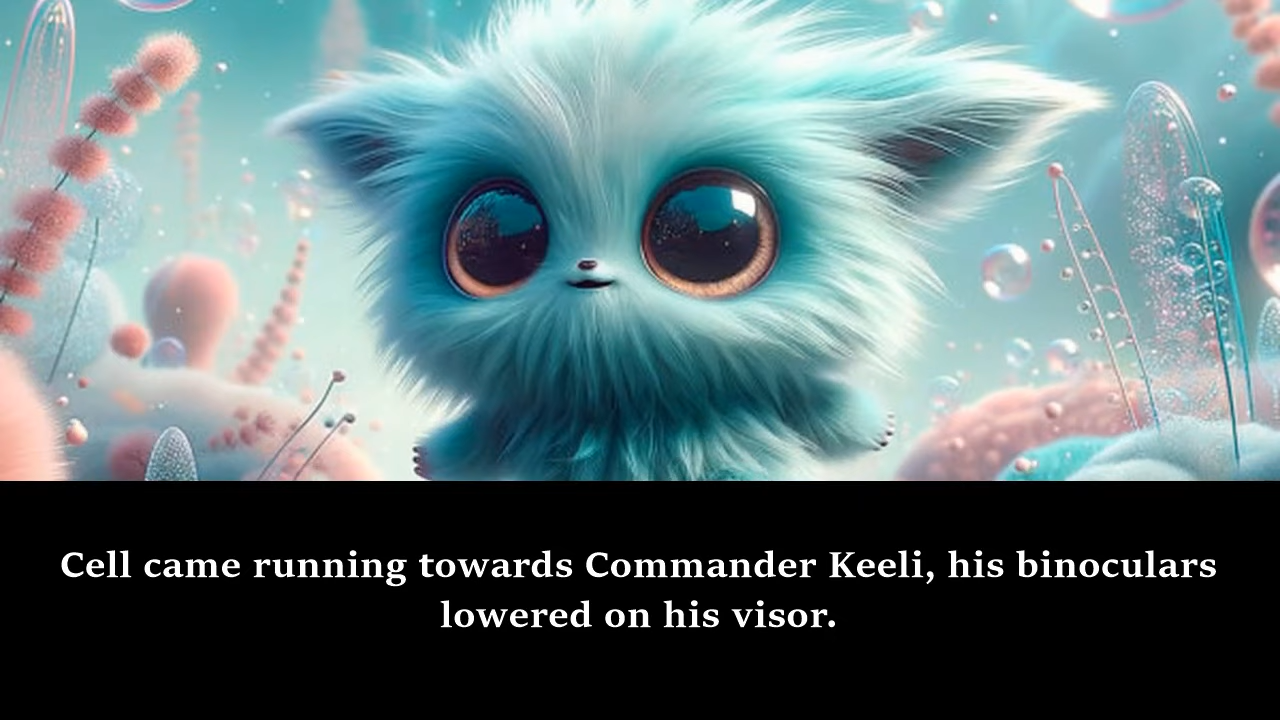 Cell came running towards Commander Keeli, his binoculars
lowered on his visor.